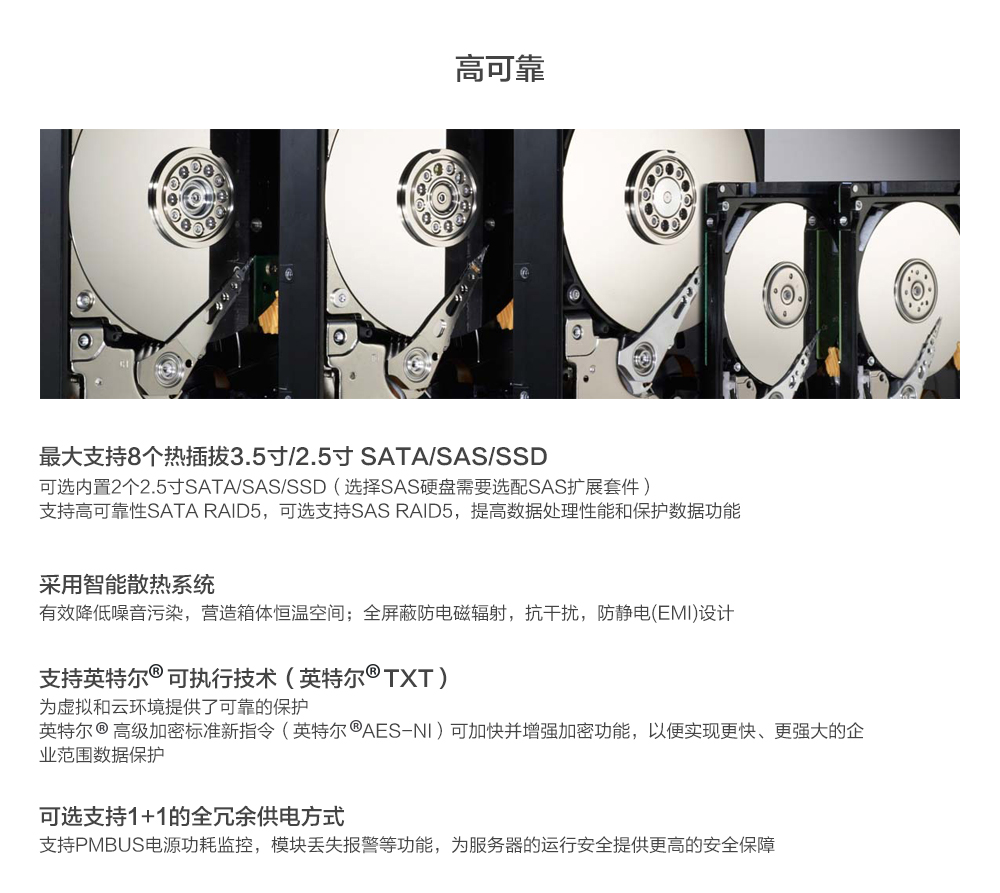 高可靠
最大支持8个热插拔3.5寸/2.5寸 SATA/SAS/SSD
可选内置2个2.5寸SATA/SAS/SSD（选择SAS硬盘需要选配SAS扩展套件）
支持高可靠性SATA RAID5，可选支持SAS RAID5，提高数据处理性能和保护数据功能
采用智能散热系统
有效降低噪音污染，营造箱体恒温空间；全屏蔽防电磁辐射，抗干扰，防静电(EMI)设计
支持英特尔®可执行技术（英特尔®TXT）
为虚拟和云环境提供了可靠的保护
英特尔®高级加密标准新指令（英特尔®AES-NI）可加快并增强加密功能，以便实现更快、更强大的企
业范围数据保护
可选支持1+1的全冗余供电方式
支持PMBUS电源功耗监控，模块丢失报警等功能，为服务器的运行安全提供更高的安全保障